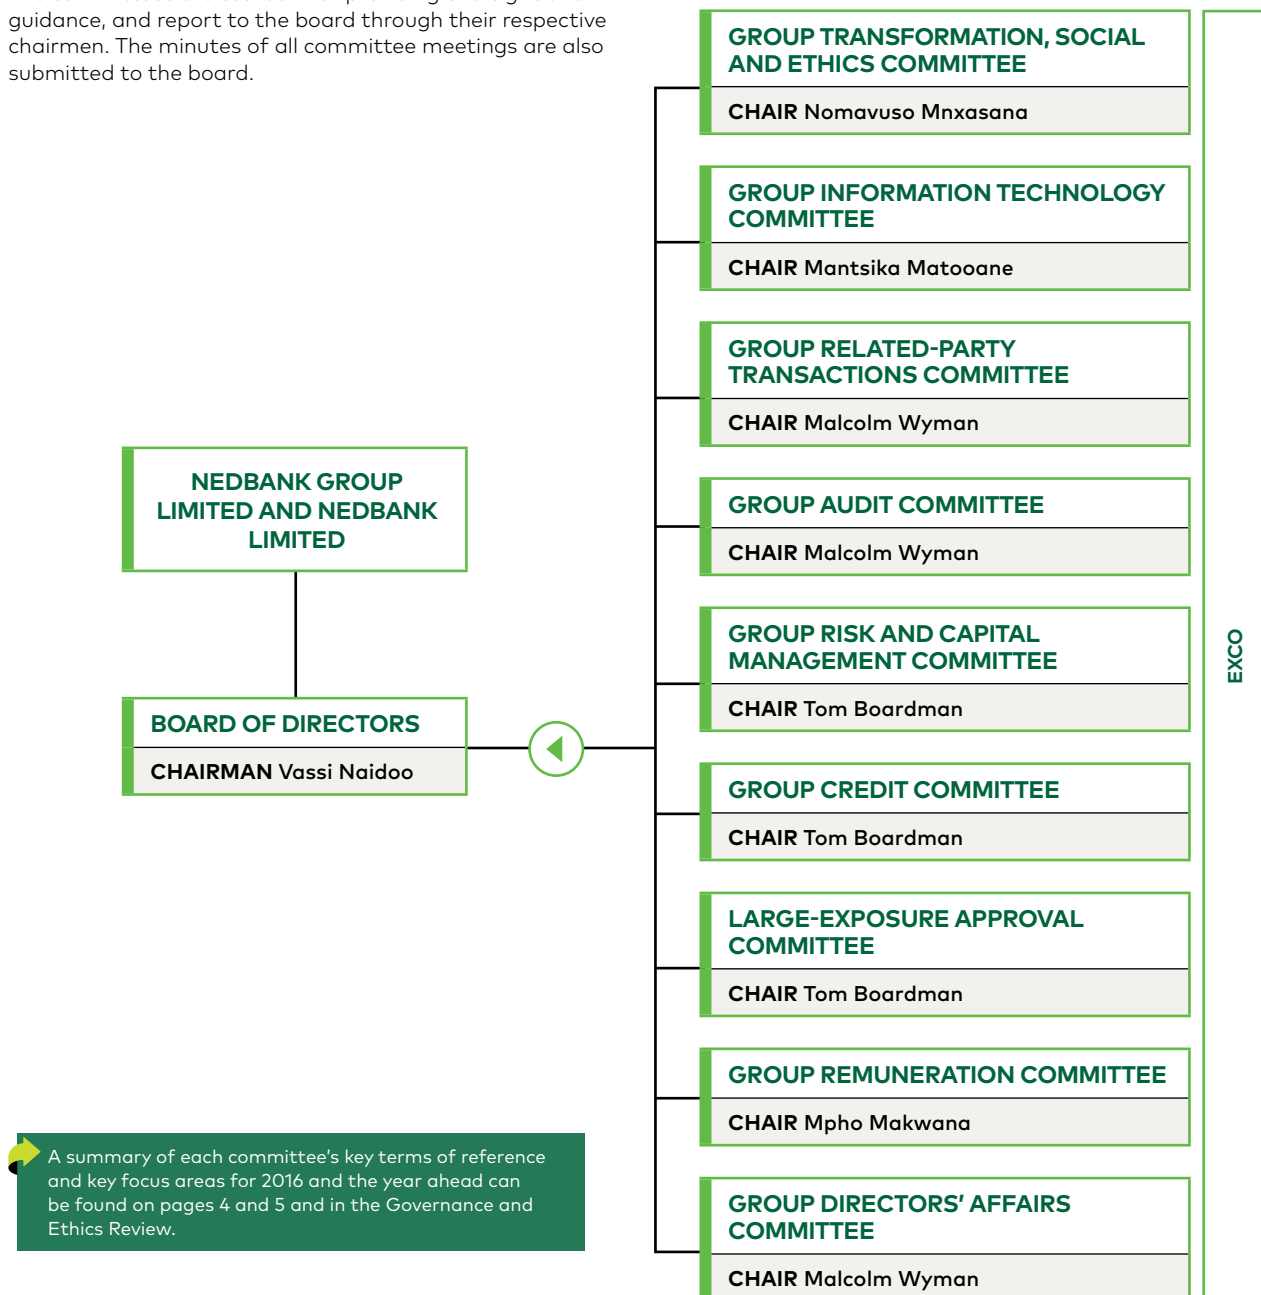 guidance, and report to the board through their respective
chairmen. The minutes of all committee meetings are also
submitted to the board.
NEDBANK GROUP
LIMITED AND NEDBANK
LIMITED
BOARD OF DIRECTORS
CHAIRMAN Vassi Naidoo
GROUP TRANSFORMATION, SOCIAL
AND ETHICS COMMITTEE
CHAIR Nomavuso Mnxasana
GROUP INFORMATION TECHNOLOGY
COMMITTEE
CHAIR Mantsika Matooane
GROUP RELATED-PARTY
TRANSACTIONS COMMITTEE
CHAIR Malcolm Wyman
GROUP AUDIT COMMITTEE
CHAIR Malcolm Wyman
GROUP RISK AND CAPITAL
MANAGEMENT COMMITTEE
CHAIR Tom Boardman
GROUP CREDIT COMMITTEE
CHAIR Tom Boardman
LARGE-EXPOSURE APPROVAL
COMMITTEE
CHAIR Tom Boardman
GROUP REMUNERATION COMMITTEE
CHAIR Mpho Makwana
GROUP DIRECTORS' AFFAIRS
COMMITTEE
CHAIR Malcolm Wyman
EXCO
A summary of each committee's key terms of reference
and key focus areas for 2016 and the year ahead can
be found on pages 4 and 5 and in the Governance and
Ethics Review.